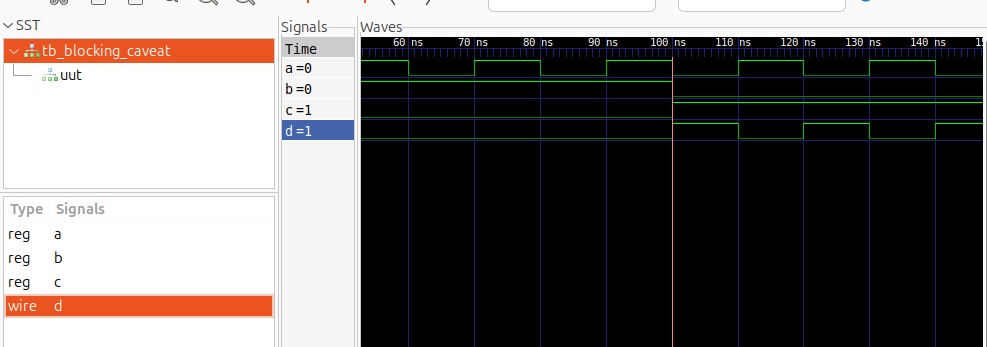 SST
tb_blocking_caveat
uut
Type Signals
reg a
reg b
reg c
wire d
Signals
Time
a=0
b=0
c=1
d=1
Waves
60 ns 70 ns 80 ns 90 ns 100 ns 110 ns 120 ns 130 ns 140 ns